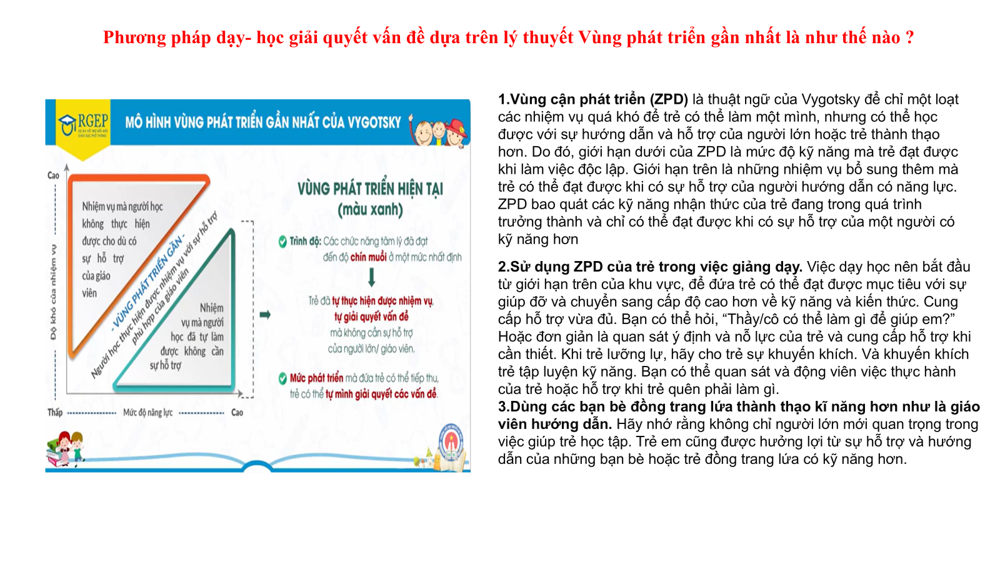 Phương pháp dạy- học giải quyết vấn đề dựa trên lý thuyết Vùng phát triển gần nhất là như thế nào ?
RGEP
DỰ ÁN HỖ TRỢ ĐỔI MỚI
GIÁO DỤC PHỔ THÔNG
MÔ HÌNH VÙNG PHÁT TRIỂN GẦN NHẤT CỦA VYGOTSKY
Cao
Độ khó của nhiệm vụ
Nhiệm vụ mà người học
không thực hiện
được cho dù có
sự hỗ trợ
của giáo
viên
- VÙNG PHÁT TRIỂN GẦN -
Người học thực hiện được nhiệm vụ với sự hỗ trợ
phù hợp của giáo viên
Nhiệm
vụ mà người
học đã tự làm
được không cần
sự hỗ trợ
Thấp
Mức độ năng lực
Cao
VÙNG PHÁT TRIỂN HIỆN TẠI
(màu xanh)
Trình độ: Các chức năng tâm lý đã đạt
đến độ chín muồi ở một mức nhất định
Trẻ đã tự thực hiện được nhiệm vụ,
tự giải quyết vấn đề
mà không cần sự hỗ trợ
của người lớn/ giáo viên.
Mức phát triển mà đứa trẻ có thể tiếp thu,
trẻ có thể tự mình giải quyết các vấn đề.
1.Vùng cận phát triển (ZPD) là thuật ngữ của Vygotsky để chỉ một loạt
các nhiệm vụ quá khó để trẻ có thể làm một mình, nhưng có thể học
được với sự hướng dẫn và hỗ trợ của người lớn hoặc trẻ thành thạo
hơn. Do đó, giới hạn dưới của ZPD là mức độ kỹ năng mà trẻ đạt được
khi làm việc độc lập. Giới hạn trên là những nhiệm vụ bổ sung thêm mà
trẻ có thể đạt được khi có sự hỗ trợ của người hướng dẫn có năng lực.
ZPD bao quát các kỹ năng nhận thức của trẻ đang trong quá trình
trưởng thành và chỉ có thể đạt được khi có sự hỗ trợ của một người có
kỹ năng hơn
2.Sử dụng ZPD của trẻ trong việc giảng dạy. Việc dạy học nên bắt đầu
từ giới hạn trên của khu vực, để đứa trẻ có thể đạt được mục tiêu với sự
giúp đỡ và chuyển sang cấp độ cao hơn về kỹ năng và kiến thức. Cung
cấp hỗ trợ vừa đủ. Bạn có thể hỏi, “Thầy/cô có thể làm gì để giúp em?”
Hoặc đơn giản là quan sát ý định và nỗ lực của trẻ và cung cấp hỗ trợ khi
cần thiết. Khi trẻ lưỡng lự, hãy cho trẻ sự khuyến khích. Và khuyến khích
trẻ tập luyện kỹ năng. Bạn có thể quan sát và động viên việc thực hành
của trẻ hoặc hỗ trợ khi trẻ quên phải làm gì.
3.Dùng các bạn bè đồng trang lứa thành thạo kĩ năng hơn như là giáo
viên hướng dẫn. Hãy nhớ rằng không chỉ người lớn mới quan trọng trong
việc giúp trẻ học tập. Trẻ em cũng được hưởng lợi từ sự hỗ trợ và hướng
dẫn của những bạn bè hoặc trẻ đồng trang lứa có kỹ năng hơn.